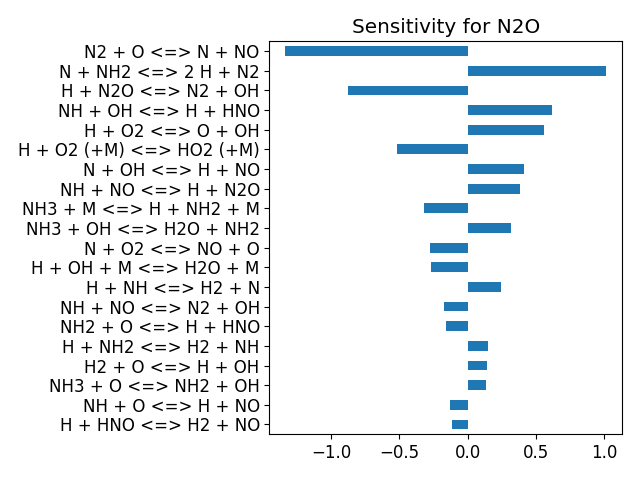 Sensitivity for N2O
N2 + O <=> N + NO
N + NH2 <=> 2 H + N2
H + N2O <=> N2 + OH
NH + OH <=> H + HNO
H + O2 <=> O + OH
H + O2 (+M) <=> HO2 (+M)
N + OH <=> H + NO
NH + NO <=> H + N2O
NH3 + M <=> H + NH2 + M
NH3 + OH <=> H2O + NH2
N + O2 <=> NO + O
H + OH + M <=> H2O + M
H + NH <=> H2 + N
NH + NO <=> N2 + OH
NH2 + O <=> H + HNO
H + NH2 <=> H2 + NH
H2 + O <=> H + OH
NH3 + O <=> NH2 + OH
NH + O <=> H + NO
H + HNO <=> H2 + NO
−1.0 −0.5 0.0 0.5 1.0